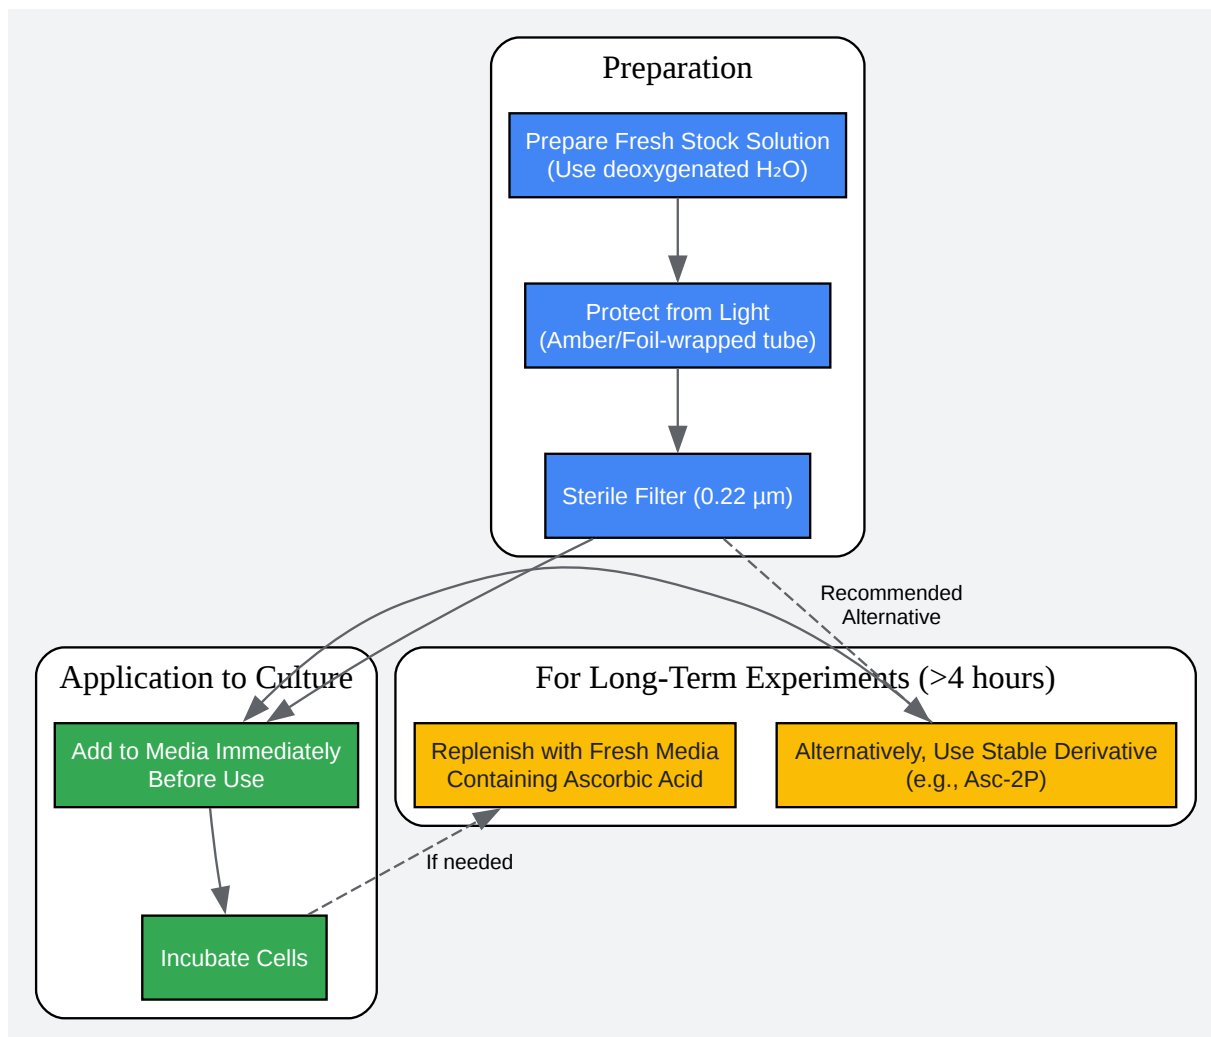 Preparation
Prepare Fresh Stock Solution
(Use deoxygenated H₂O)
Protect from Light
(Amber/Foil-wrapped tube)
Sterile Filter (0.22 µm)
Recommended
Alternative
Application to Culture
Add to Media Immediately
Before Use
Incubate Cells
If needed
For Long-Term Experiments (>4 hours)
Replenish with Fresh Media
Containing Ascorbic Acid
Alternatively, Use Stable Derivative
(e.g., Asc-2P)